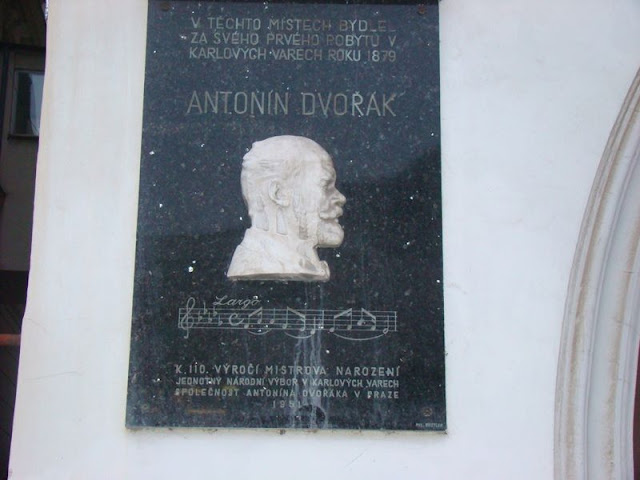 V TĚCHTO MÍSTECH BYDLEL
ZA SVÉHO PRVÉHO POBYTU V
KARLOVÝCH VARECH ROKU 1879
ANTONÍN DVOŘÁK
Largo
K 110. VÝROČÍ MISTROVA NAROZENÍ
JEDNOTNÝ NÁRODNÍ VÝBOR V KARLOVÝCH VARECH
SPOLEČNOST ANTONÍNA DVOŘÁKA V PRAZE
1951